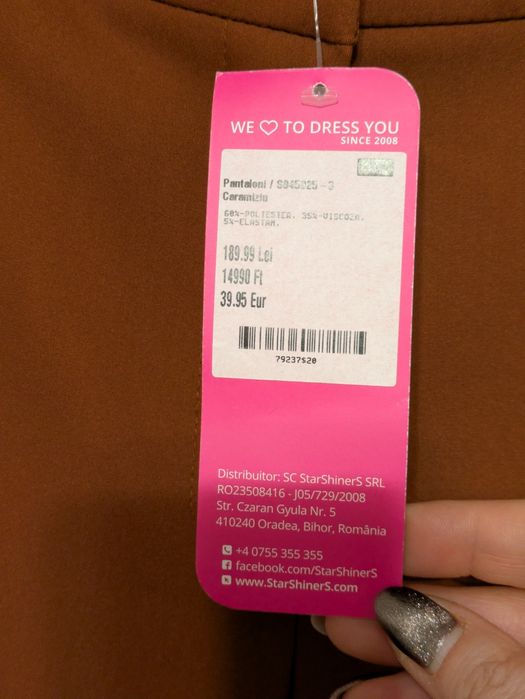 WE ♡ TO DRESS YOU
SINCE 2008
Pantaloni / S045025 -3
Caramiziu
60%-POLIESTER, 35%-VISCOZA,
5%-ELASTAN,
189.99 Lei
14990 Ft
39.95 Eur
79237S20
Distribuitor: SC StarShinerS SRL
RO23508416 - J05/729/2008
Str. Czaran Gyula Nr. 5
410240 Oradea, Bihor, România
+4 0755 355 355
facebook.com/StarShinerS
www.StarShinerS.com